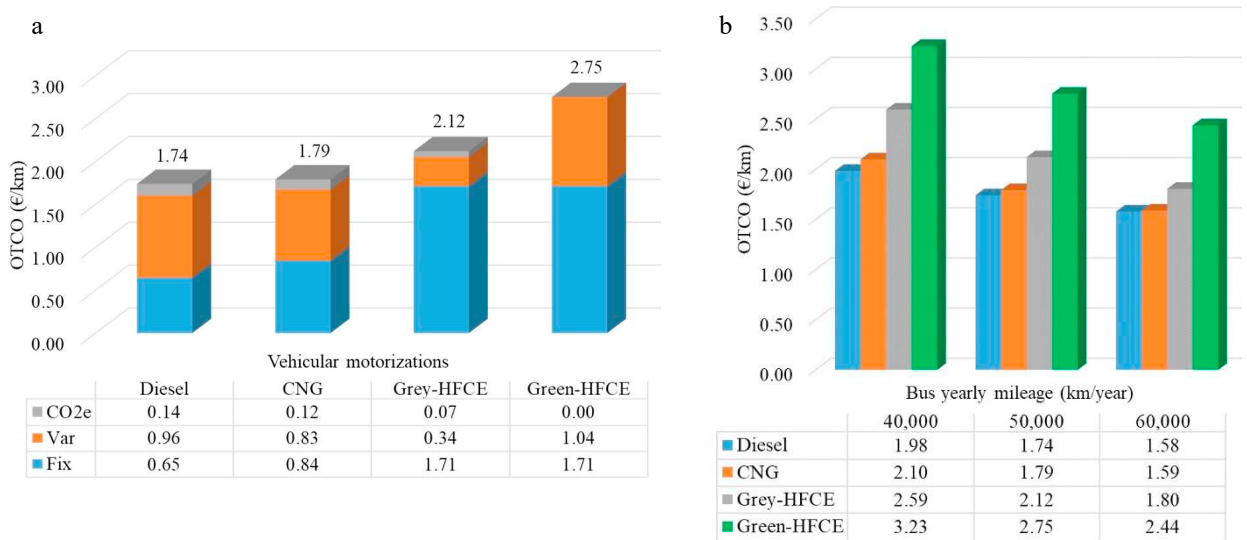 a
OTCO (€/km)
3.00
2.50
2.00
1.50
1.00
0.50
0.00
1.74
1.79
2.12
2.75
Vehicular motorizations
Diesel CNG Grey-HFCE Green-HFCE
CO2e 0.14 0.12 0.07 0.00
Var 0.96 0.83 0.34 1.04
Fix 0.65 0.84 1.71 1.71
b
OTCO (€/km)
3.50
3.00
2.50
2.00
1.50
1.00
0.50
0.00
Bus yearly mileage (km/year)
40,000 50,000 60,000
Diesel 1.98 1.74 1.58
CNG 2.10 1.79 1.59
Grey-HFCE 2.59 2.12 1.80
Green-HFCE 3.23 2.75 2.44